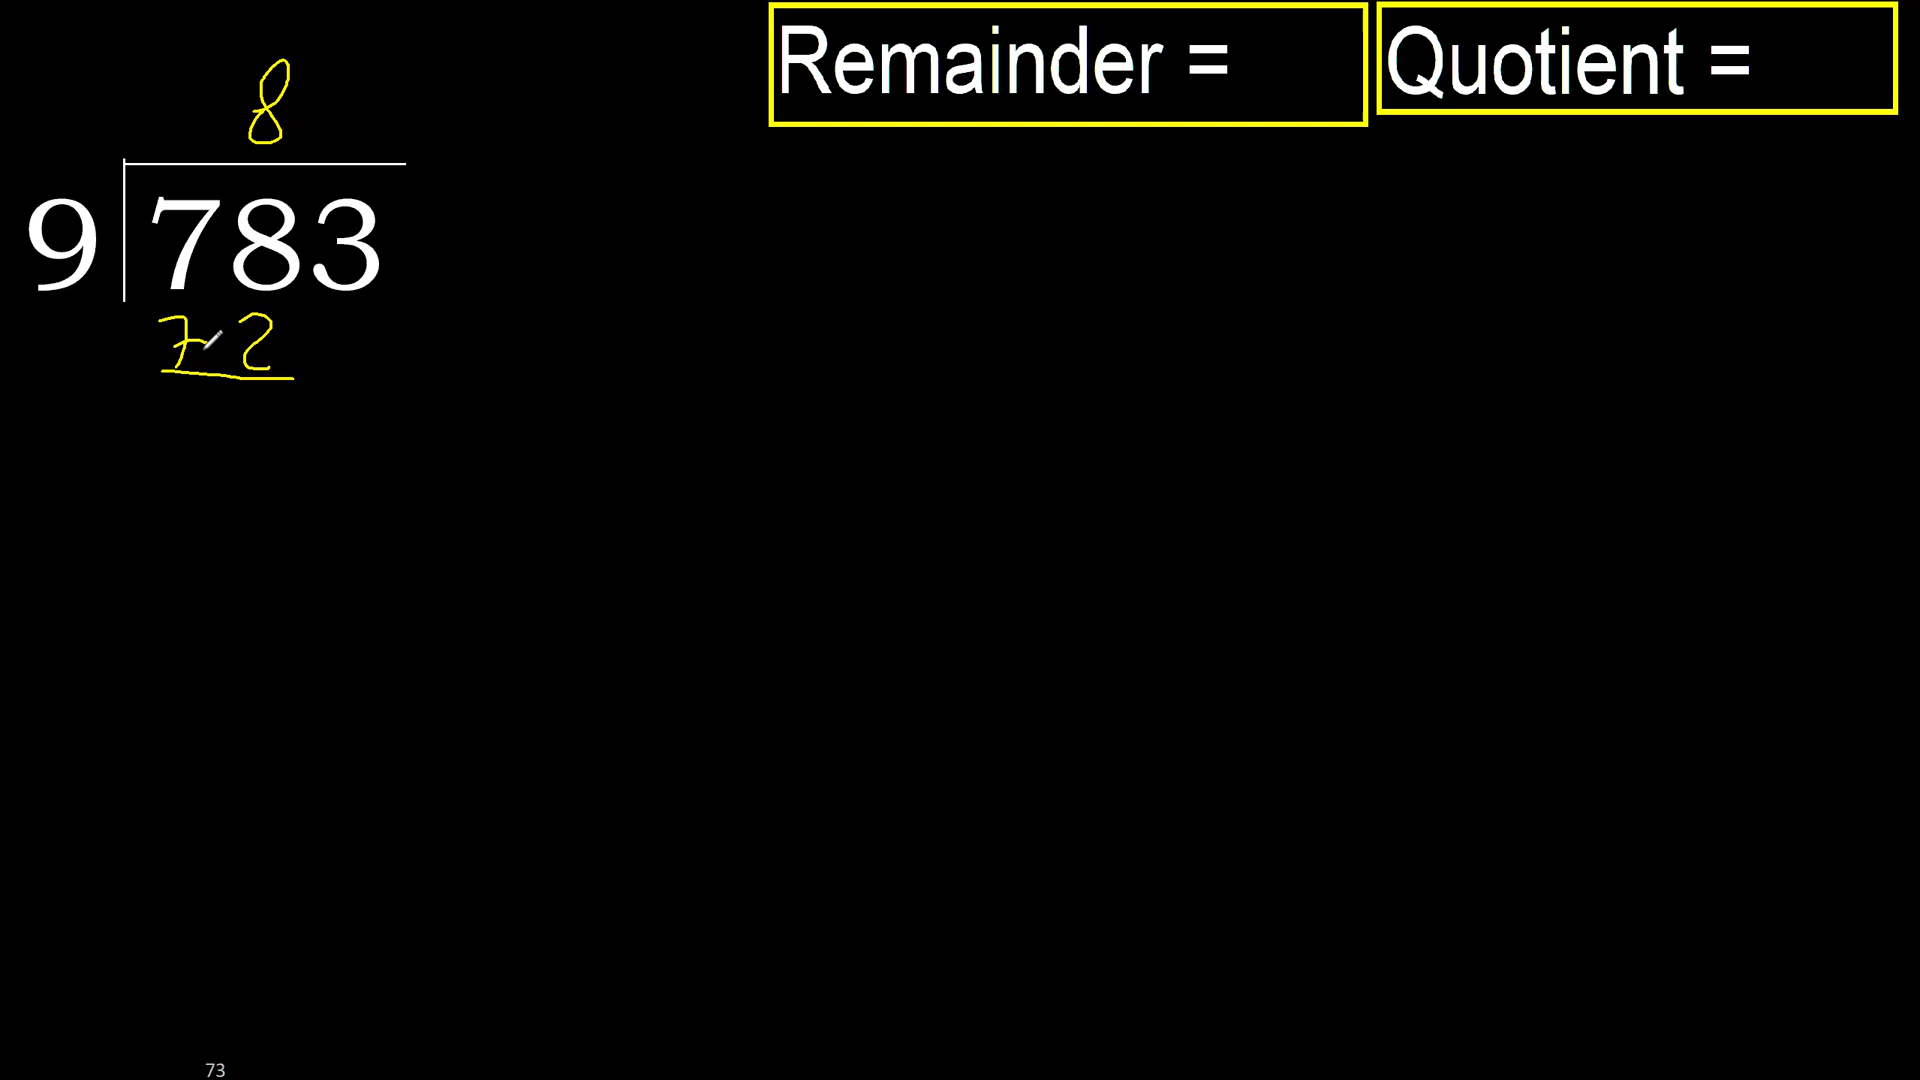 Remainder =
Quotient =
8
9 783
72
73